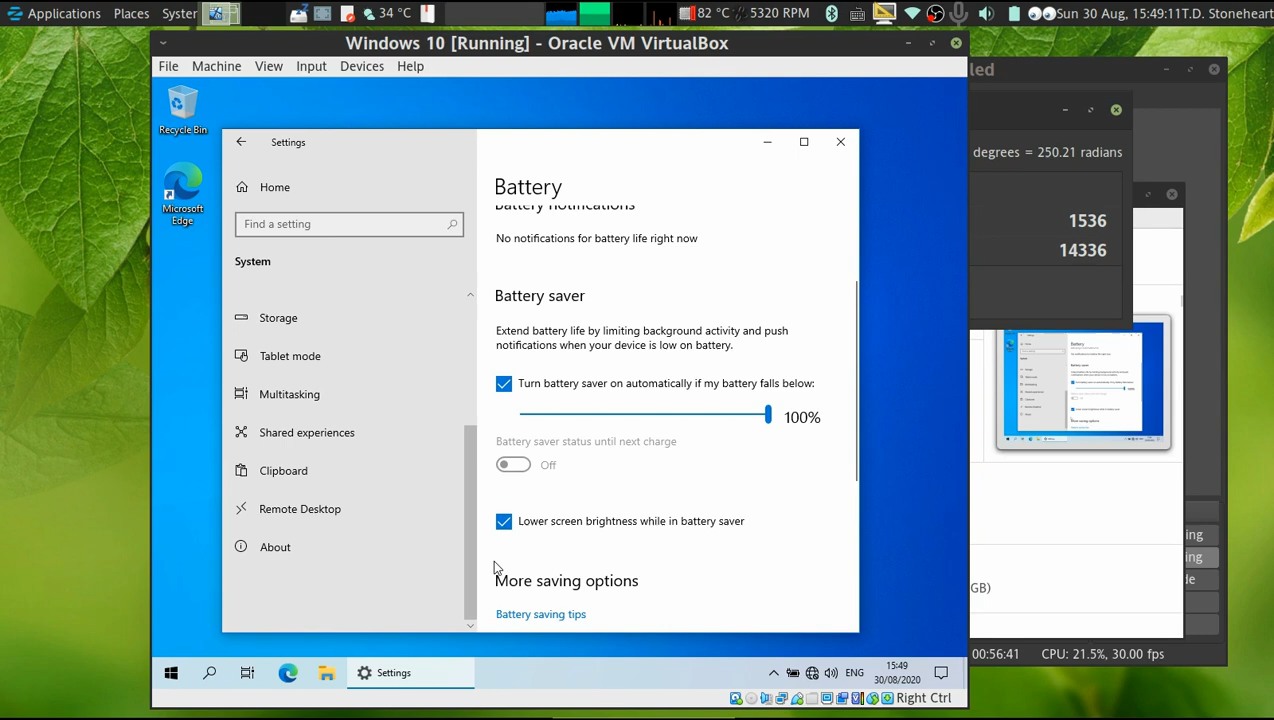 Applications Places System 34 °C 82 °C 5320 RPM Sun 30 Aug, 15:49:11 T.D. Stoneheart
Windows 10 [Running] - Oracle VM VirtualBox
File Machine View Input Devices Help
Recycle Bin
Microsoft
Edge
Settings
Home
Find a setting
System
Storage
Tablet mode
Multitasking
Shared experiences
Clipboard
Remote Desktop
About
Battery
Battery notifications
No notifications for battery life right now
Battery saver
Extend battery life by limiting background activity and push
notifications when your device is low on battery.
Turn battery saver on automatically if my battery falls below:
100%
Battery saver status until next charge
Off
Lower screen brightness while in battery saver
More saving options
Battery saving tips
Settings
ENG
15:49
30/08/2020
Right Ctrl
led
degrees = 250.21 radians
1536
14336
ing
ing
de
GB)
00:56:41 CPU: 21.5%, 30.00 fps